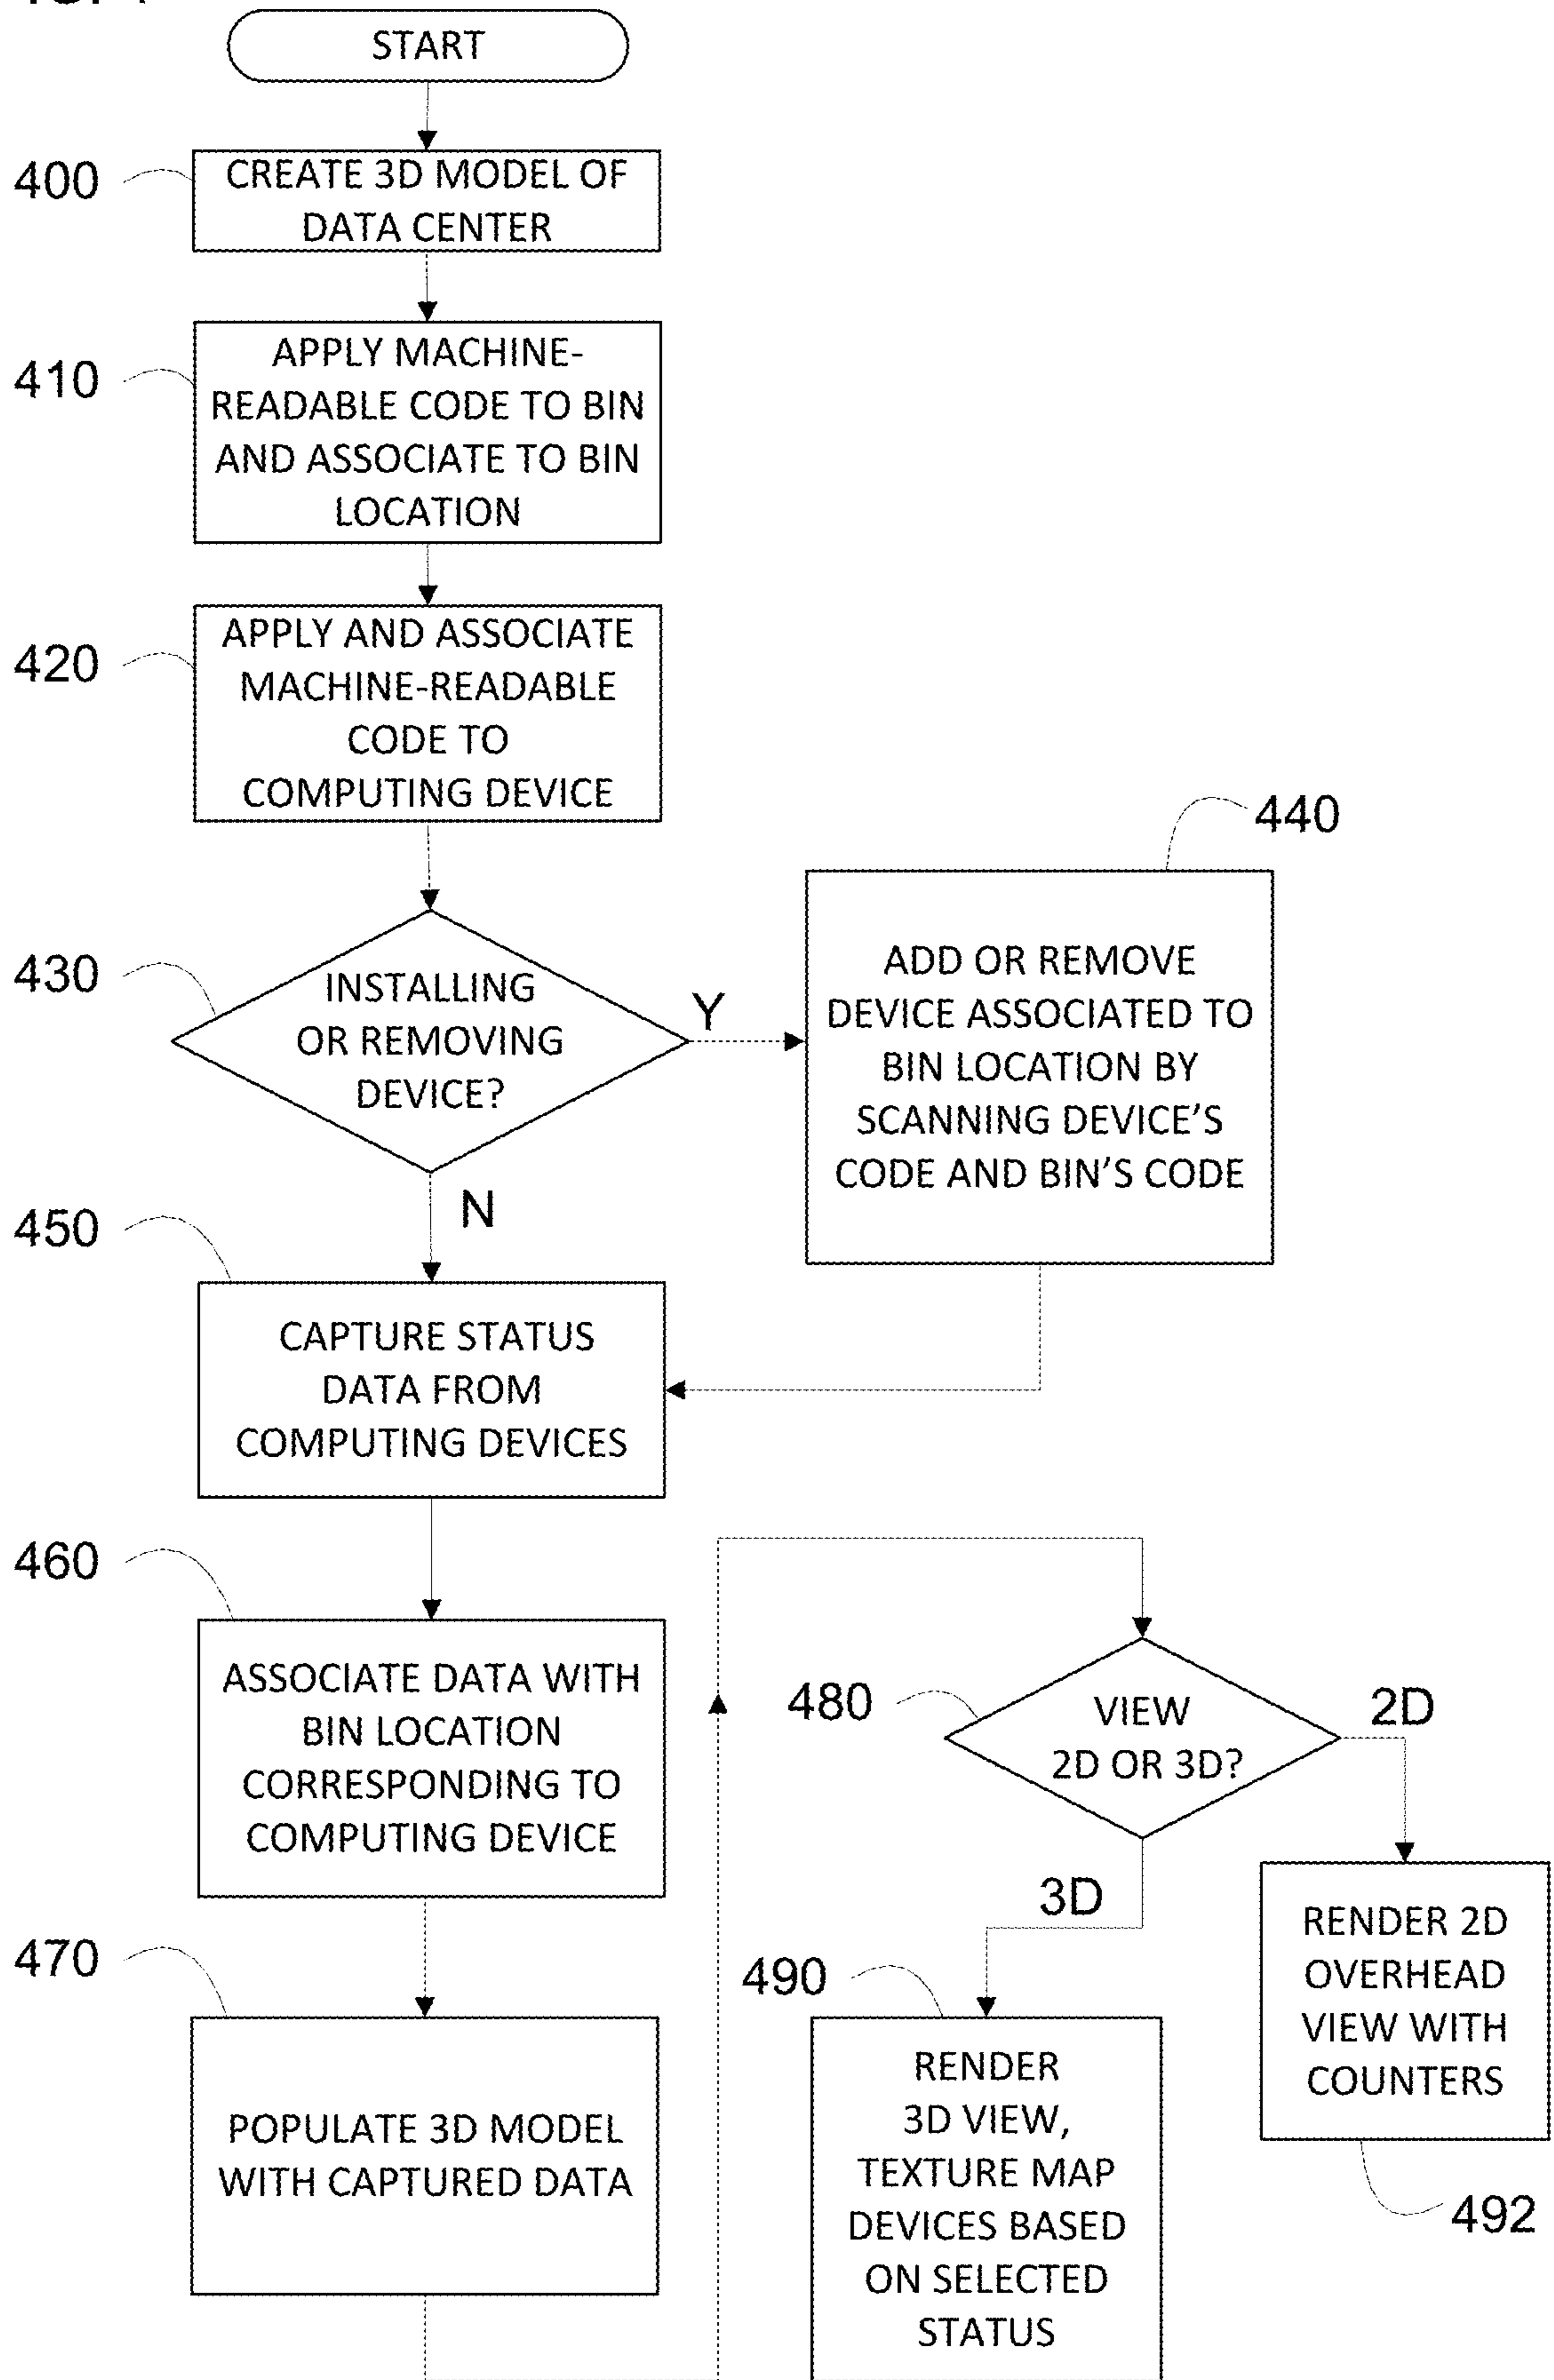 START
400
CREATE 3D MODEL OF
DATA CENTER
410
APPLY MACHINE-
READABLE CODE TO BIN
AND ASSOCIATE TO BIN
LOCATION
420
APPLY AND ASSOCIATE
MACHINE-READABLE
CODE TO
COMPUTING DEVICE
430
INSTALLING
OR REMOVING
DEVICE?
Y
N
440
ADD OR REMOVE
DEVICE ASSOCIATED TO
BIN LOCATION BY
SCANNING DEVICE'S
CODE AND BIN'S CODE
450
CAPTURE STATUS
DATA FROM
COMPUTING DEVICES
460
ASSOCIATE DATA WITH
BIN LOCATION
CORRESPONDING TO
COMPUTING DEVICE
470
POPULATE 3D MODEL
WITH CAPTURED DATA
480
VIEW
2D OR 3D?
2D
3D
490
RENDER
3D VIEW,
TEXTURE MAP
DEVICES BASED
ON SELECTED
STATUS
RENDER 2D
OVERHEAD
VIEW WITH
COUNTERS
492